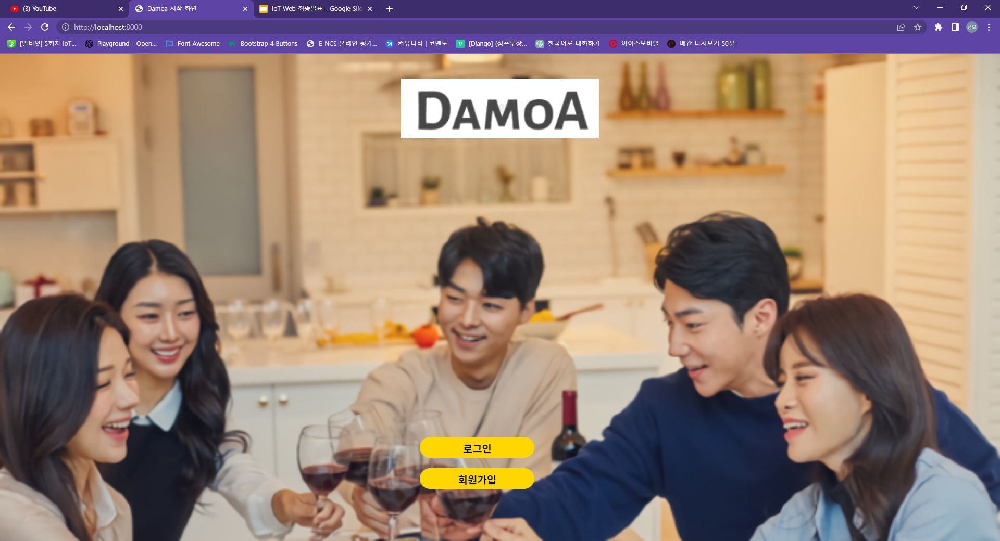 (3) YouTube
Damoa 시작 화면
IoT Web 최종발표 - Google Slid
http://localhost:8000
성모
[멀티잇] 5회차 IoT...
Playground - Open...
Font Awesome
Bootstrap 4 Buttons
E-NCS 온라인 평가...
커뮤니티 | 코멘토
[Django] (점프투장...
한국어로 대화하기
아이즈모바일
메간 다시보기 50분
DAMOA
로그인
회원가입